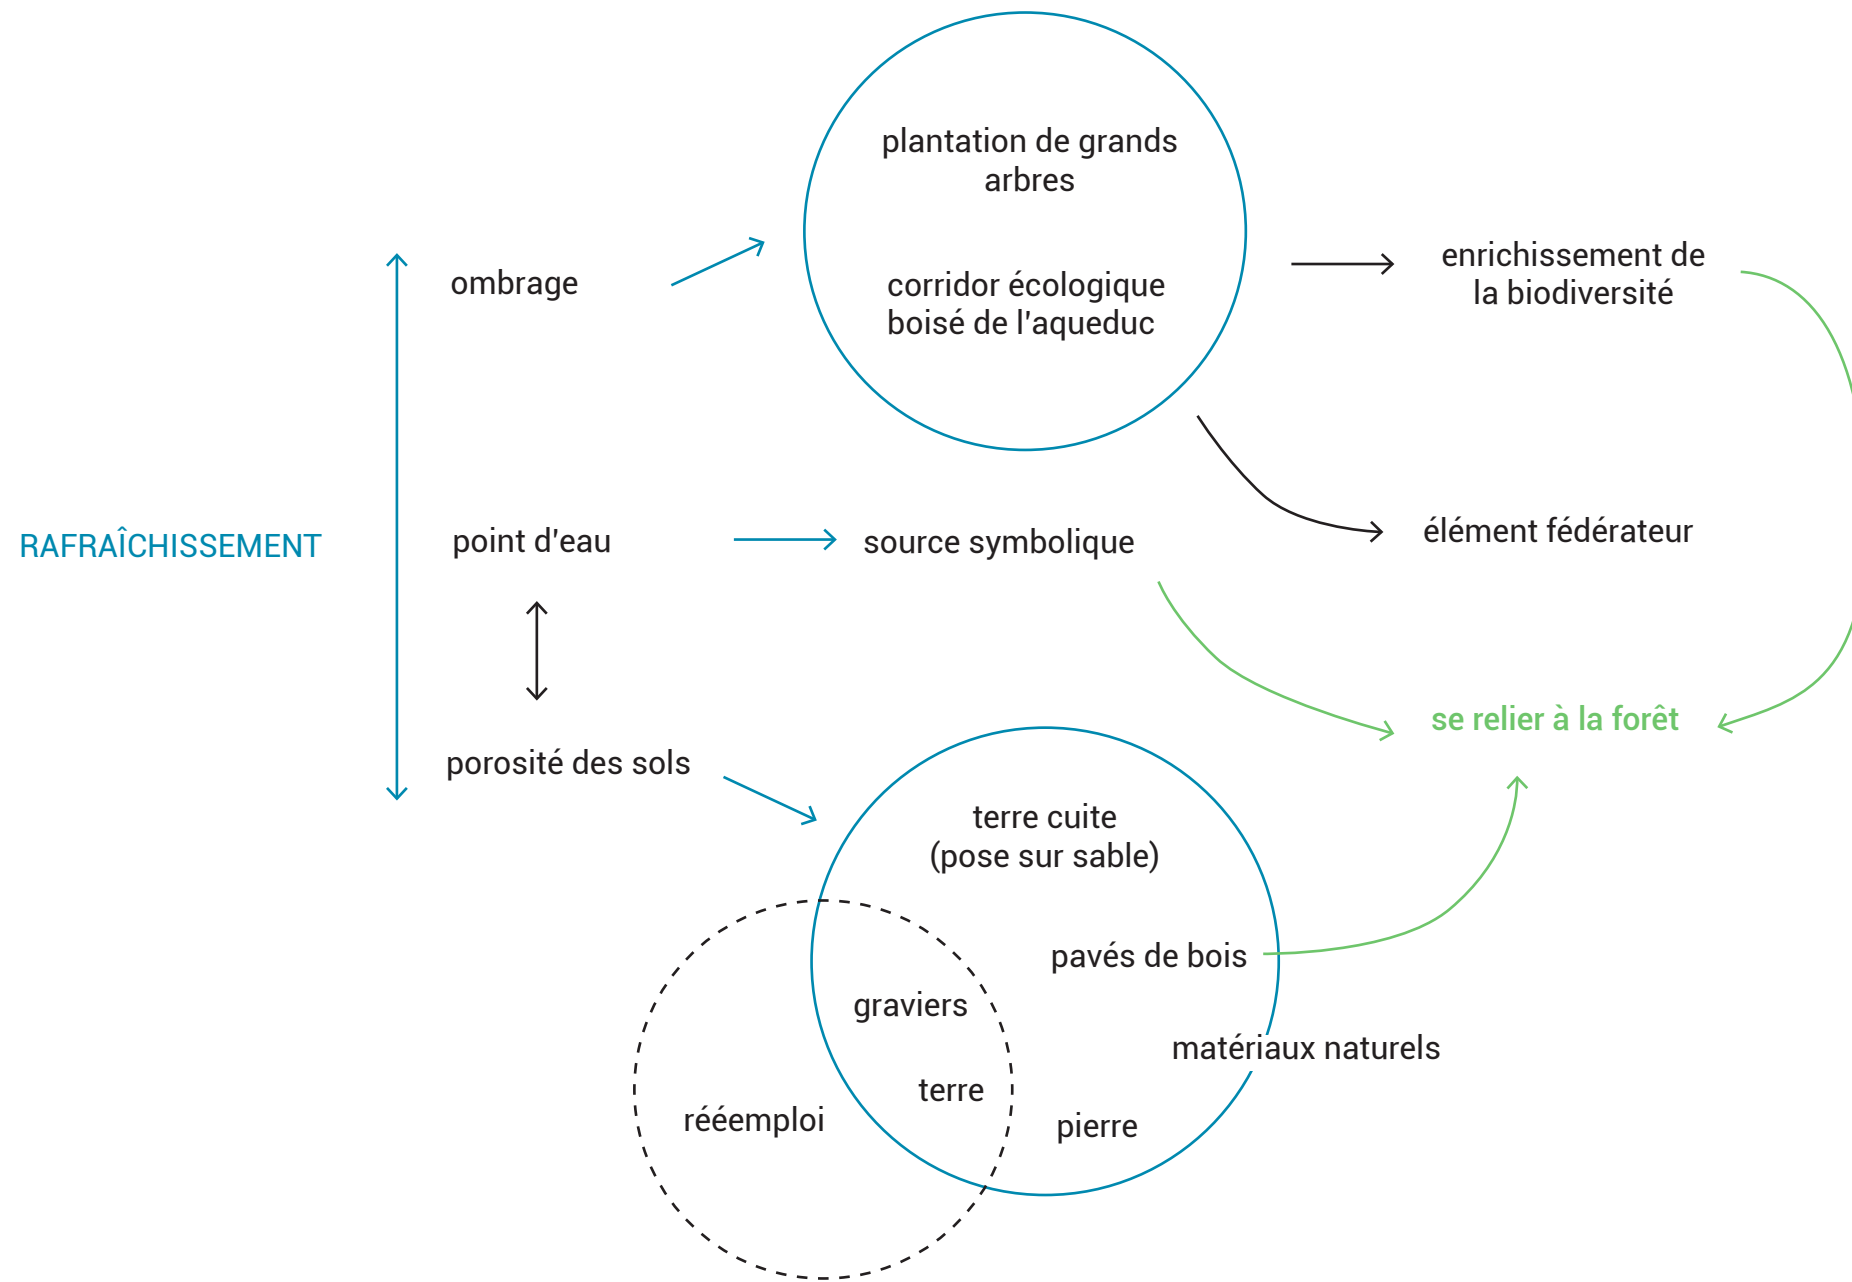 plantation de grands
arbres
corridor écologique
boisé de l'aqueduc
ombrage
enrichissement de
la biodiversité
RAFRAÎCHISSEMENT
point d'eau
source symbolique
élément fédérateur
se relier à la forêt
porosité des sols
terre cuite
(pose sur sable)
pavés de bois
graviers
matériaux naturels
terre
réέemploi
pierre